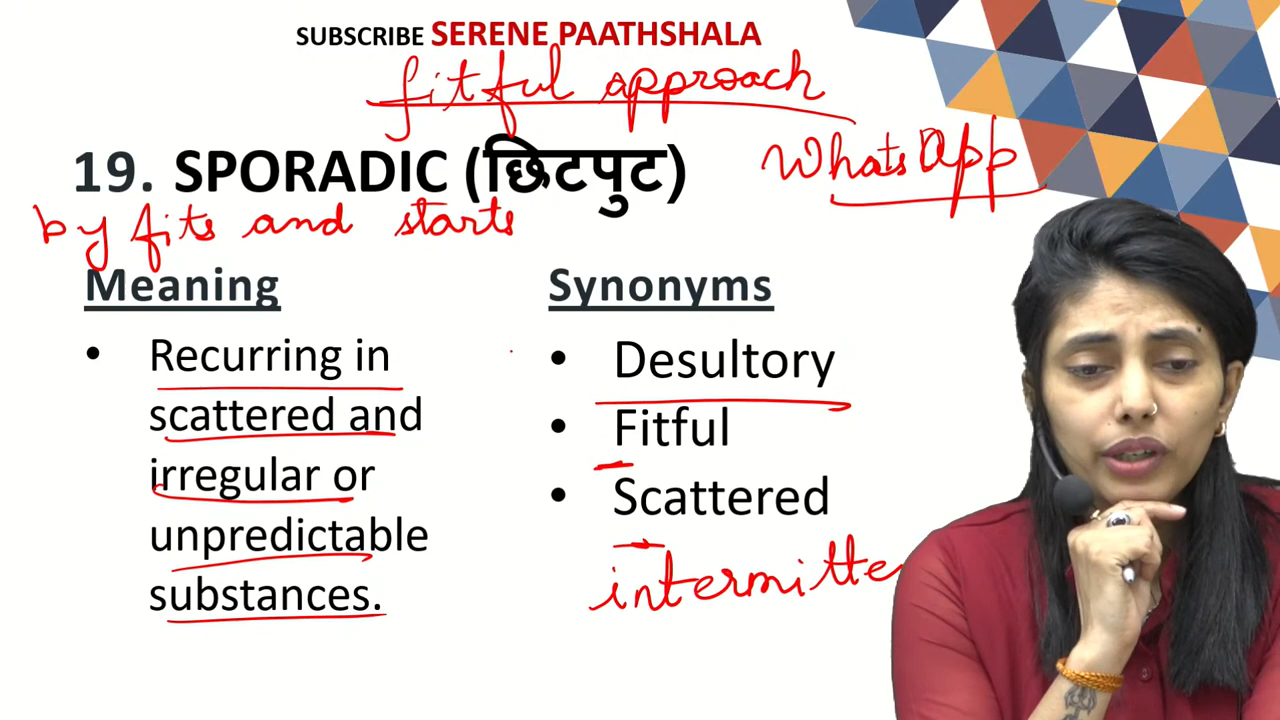 SUBSCRIBE SERENE PAATHSHALA
fitful approach
WhatsApp
19. SPORADIC (छिटपुट)
by fits and starts
Meaning
• Recurring in
scattered and
irregular or
unpredictable
substances.
Synonyms
• Desultory
• Fitful
• Scattered
intermitte